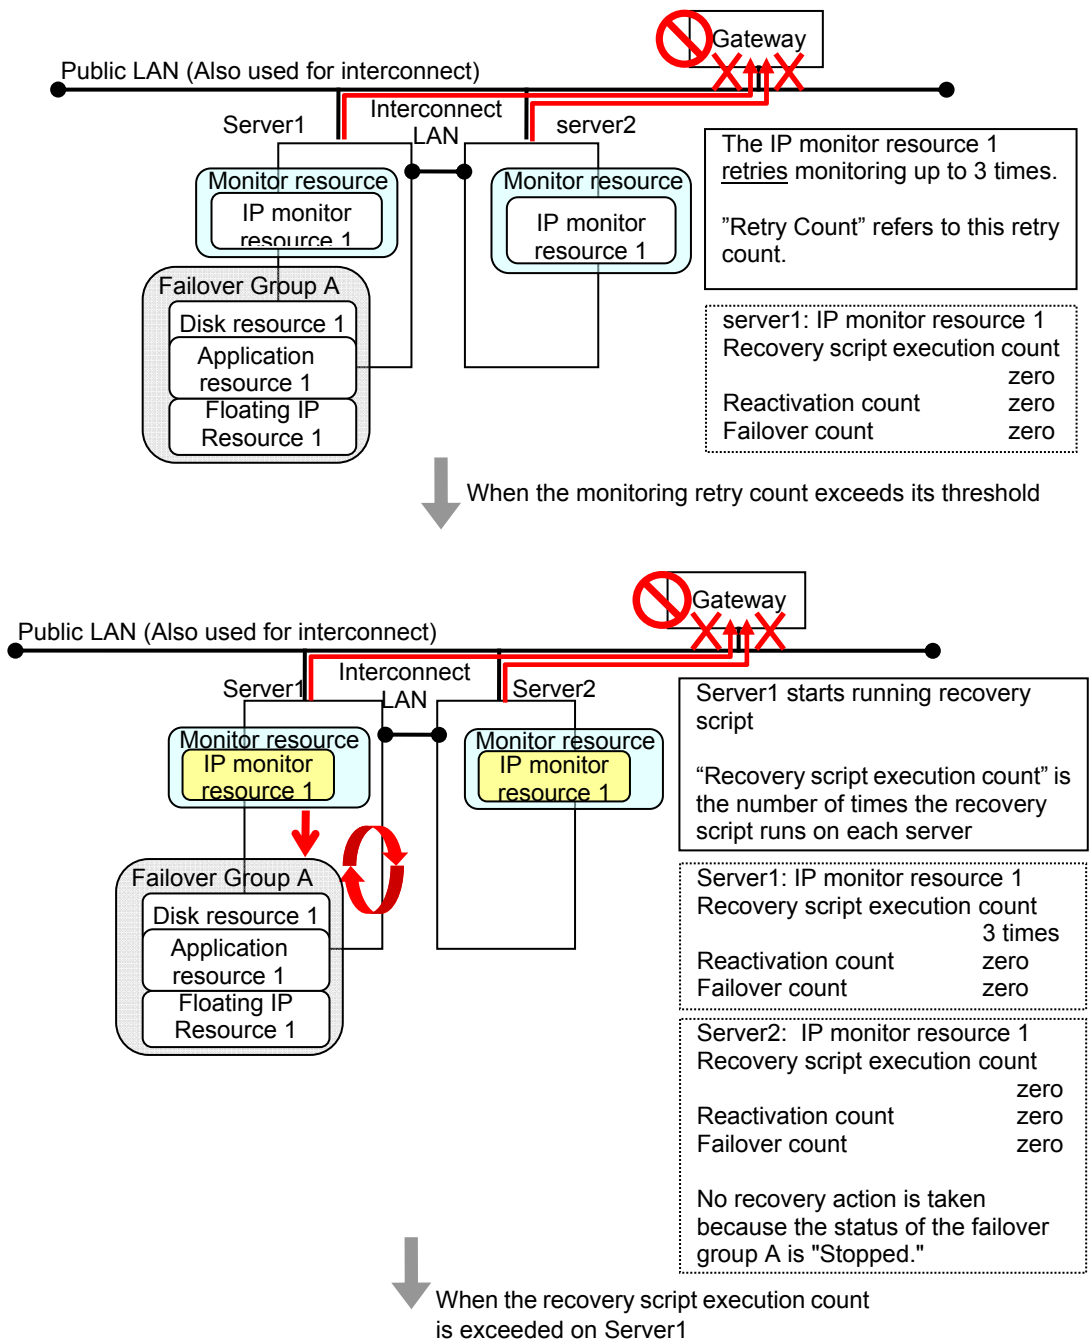 Gateway
Public LAN (Also used for interconnect)
Interconnect
LAN
Server1
server2
Monitor resource
IP monitor
resource 1
Monitor resource
IP monitor
resource 1
Failover Group A
Disk resource 1
Application
resource 1
Floating IP
Resource 1
The IP monitor resource 1
retries monitoring up to 3 times.
”Retry Count” refers to this retry
count.
server1: IP monitor resource 1
Recovery script execution count
zero
Reactivation count zero
Failover count zero
When the monitoring retry count exceeds its threshold
Gateway
Public LAN (Also used for interconnect)
Interconnect
LAN
Server1
Server2
Monitor resource
IP monitor
resource 1
Monitor resource
IP monitor
resource 1
Failover Group A
Disk resource 1
Application
resource 1
Floating IP
Resource 1
Server1 starts running recovery
script
“Recovery script execution count” is
the number of times the recovery
script runs on each server
Server1: IP monitor resource 1
Recovery script execution count
3 times
Reactivation count zero
Failover count zero
Server2: IP monitor resource 1
Recovery script execution count
zero
Reactivation count zero
Failover count zero
No recovery action is taken
because the status of the failover
group A is "Stopped."
When the recovery script execution count
is exceeded on Server1